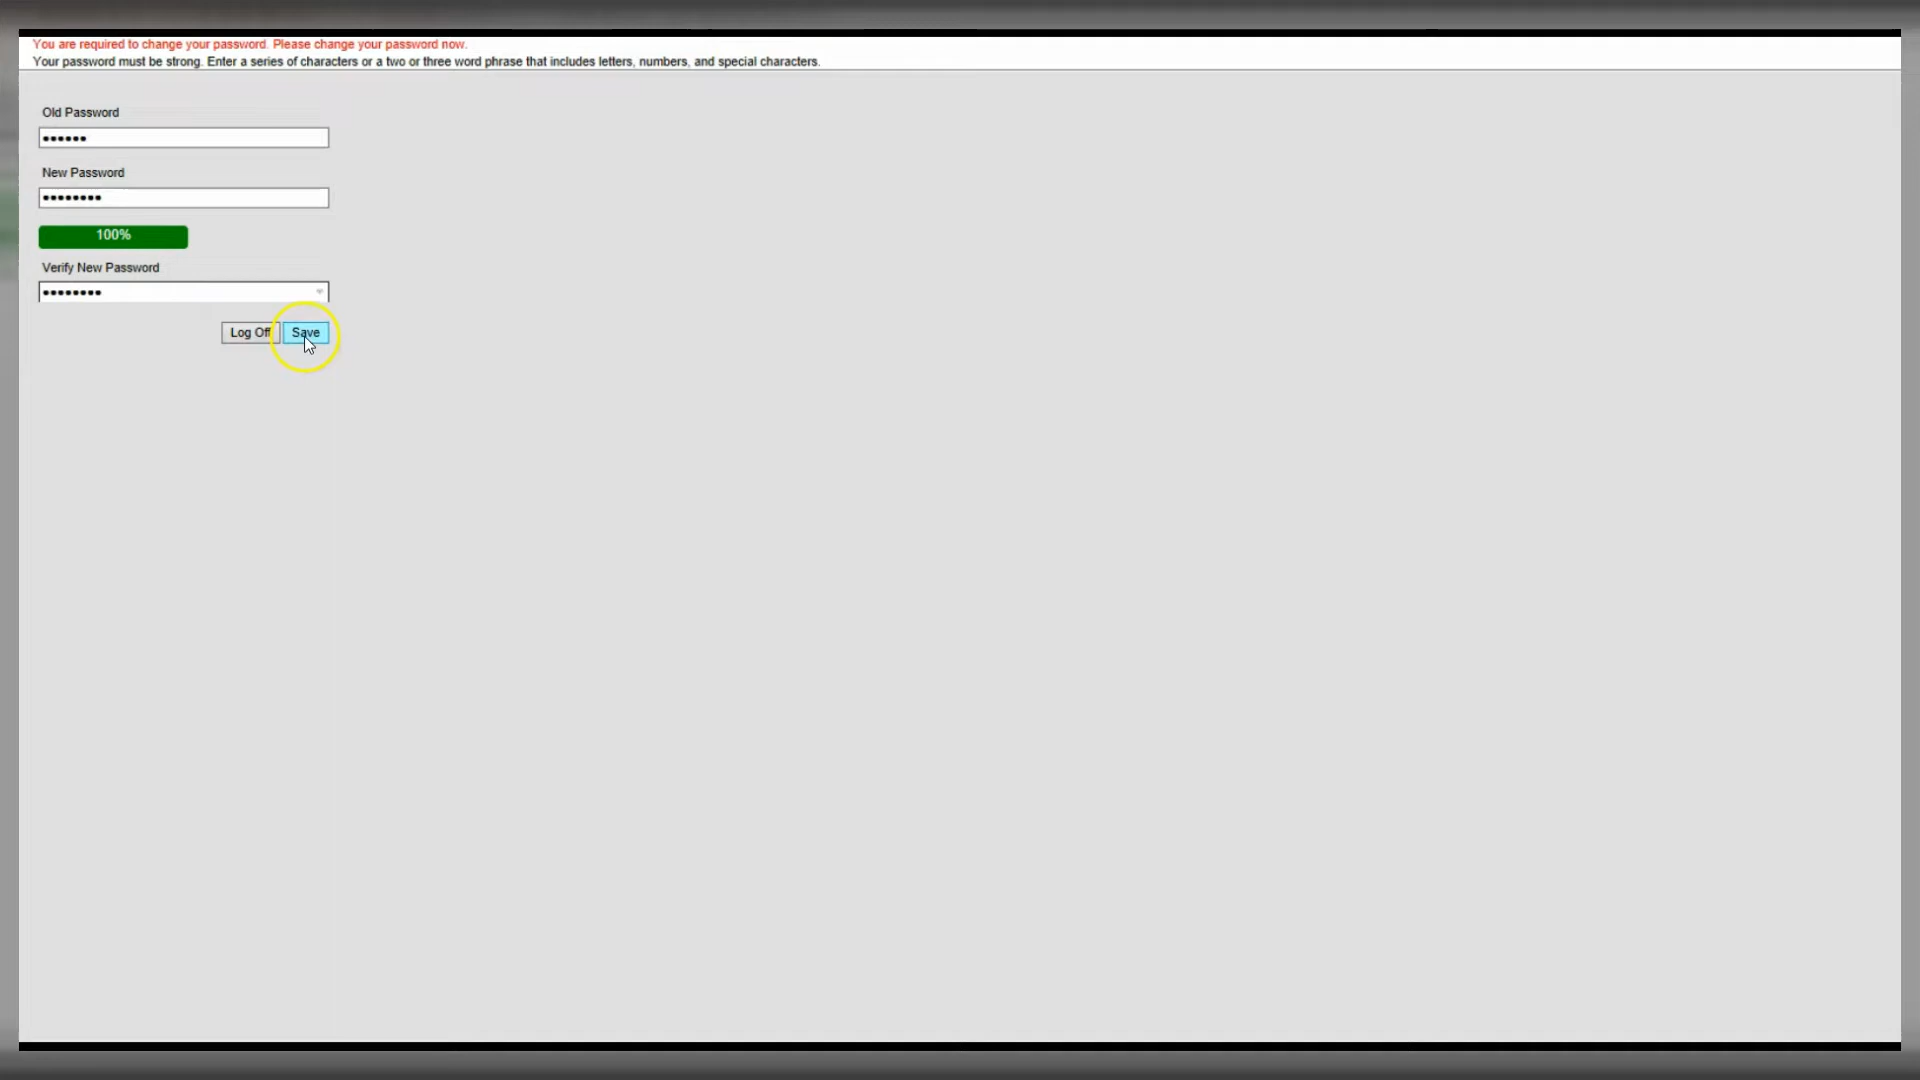 You are required to change your password. Please change your password now.
Your password must be strong. Enter a series of characters or a two or three word phrase that includes letters, numbers, and special characters.
Old Password
••••••
New Password
••••••••
100%
Verify New Password
••••••••
Log Off Save